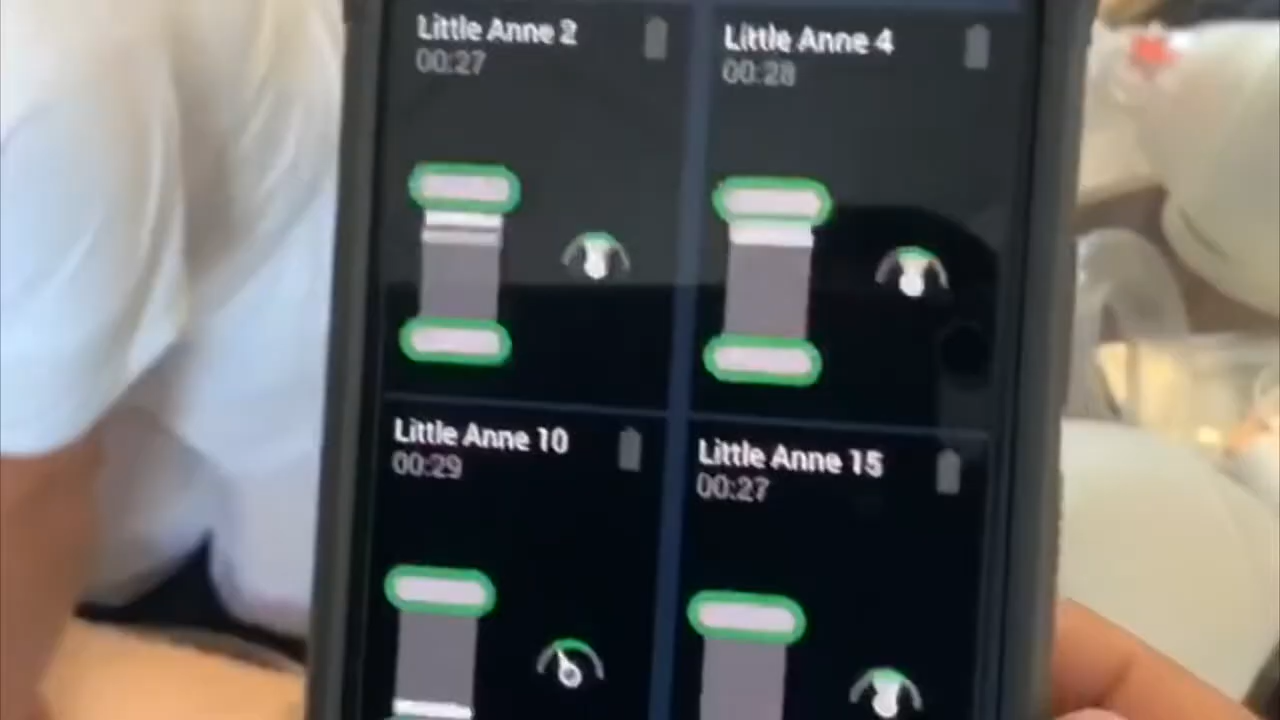 Little Anne 2
00:27
Little Anne 4
00:28
Little Anne 10
00:29
Little Anne 15
00:27